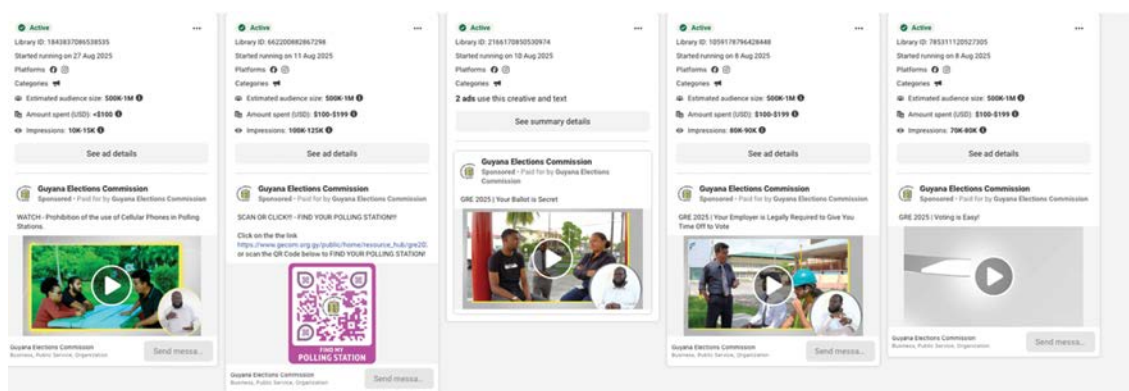 Active
Library ID: 1843837086538535
Started running on 27 Aug 2025
Platforms
Categories
Estimated audience size: 500K-1M
Amount spent (USD): <$100
Impressions: 10K-15K
See ad details
Guyana Elections Commission
Sponsored • Paid for by Guyana Elections Commission
WATCH - Prohibition of the use of Cellular Phones in Polling
Stations.
Guyana Elections Commission
Business, Public Service, Organization
Send messa...
Active
Library ID: 662200882867298
Started running on 11 Aug 2025
Platforms
Categories
Estimated audience size: 500K-1M
Amount spent (USD): $100-$199
Impressions: 100K-125K
See ad details
Guyana Elections Commission
Sponsored • Paid for by Guyana Elections Commission
SCAN OR CLICK!!! - FIND YOUR POLLING STATION!!!
Click on the the link
https://www.gecom.org.gy/public/home/resource_hub/gre202
or scan the QR Code below to FIND YOUR POLLING STATION!
FIND MY
POLLING STATION
Guyana Elections Commission
Business, Public Service, Organization
Send messa...
Active
Library ID: 2166170850530974
Started running on 10 Aug 2025
Platforms
Categories
2 ads use this creative and text
See summary details
Guyana Elections Commission
Sponsored • Paid for by Guyana Elections
Commission
GRE 2025 | Your Ballot is Secret
Active
Library ID: 1059178796428448
Started running on 8 Aug 2025
Platforms
Categories
Estimated audience size: 500K-1M
Amount spent (USD): $100-$199
Impressions: 80K-90K
See ad details
Guyana Elections Commission
Sponsored • Paid for by Guyana Elections Commission
GRE 2025 | Your Employer is Legally Required to Give You
Time Off to Vote
Guyana Elections Commission
Business, Public Service, Organization
Send messa...
Active
Library ID: 785311120527305
Started running on 8 Aug 2025
Platforms
Categories
Estimated audience size: 500K-1M
Amount spent (USD): $100-$199
Impressions: 70K-80K
See ad details
Guyana Elections Commission
Sponsored • Paid for by Guyana Elections Commission
GRE 2025 | Voting is Easy!
Guyana Elections Commission
Business, Public Service, Organization
Send messa...